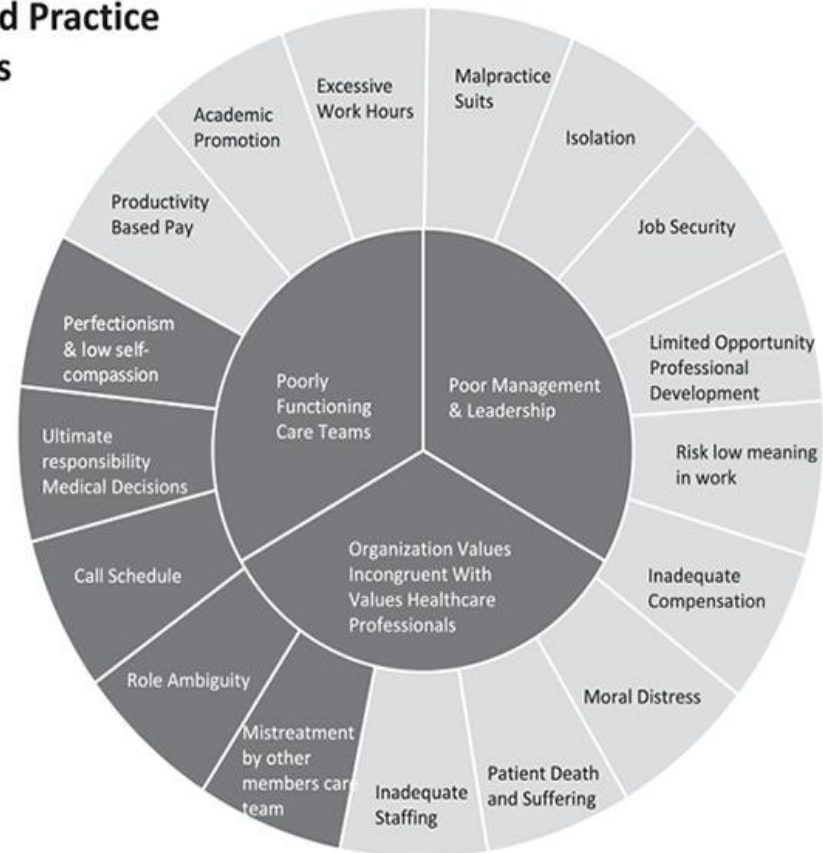 d Practice
s
Excessive
Work Hours
Malpractice
Suits
Isolation
Job Security
Limited Opportunity
Professional
Development
Risk low meaning
in work
Inadequate
Compensation
Moral Distress
Patient Death
and Suffering
Inadequate
Staffing
Mistreatment
by other
members care
team
Role Ambiguity
Call Schedule
Ultimate
responsibility
Medical Decisions
Perfectionism
& low self-
compassion
Productivity
Based Pay
Academic
Promotion
Poorly
Functioning
Care Teams
Poor Management
& Leadership
Organization Values
Incongruent With
Values Healthcare
Professionals